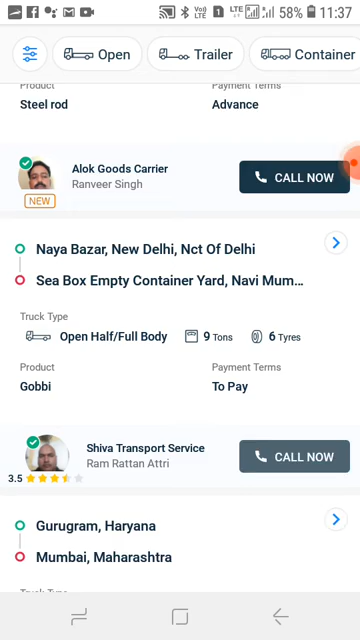 58% 11:37
Open Trailer Container
Product Payment Terms
Steel rod Advance
Alok Goods Carrier
Ranveer Singh
CALL NOW
NEW
Naya Bazar, New Delhi, Nct Of Delhi
Sea Box Empty Container Yard, Navi Mum...
Truck Type
Open Half/Full Body 9 Tons 6 Tyres
Product Payment Terms
Gobbi To Pay
Shiva Transport Service
Ram Rattan Attri
CALL NOW
3.5
Gurugram, Haryana
Mumbai, Maharashtra
Truck Type